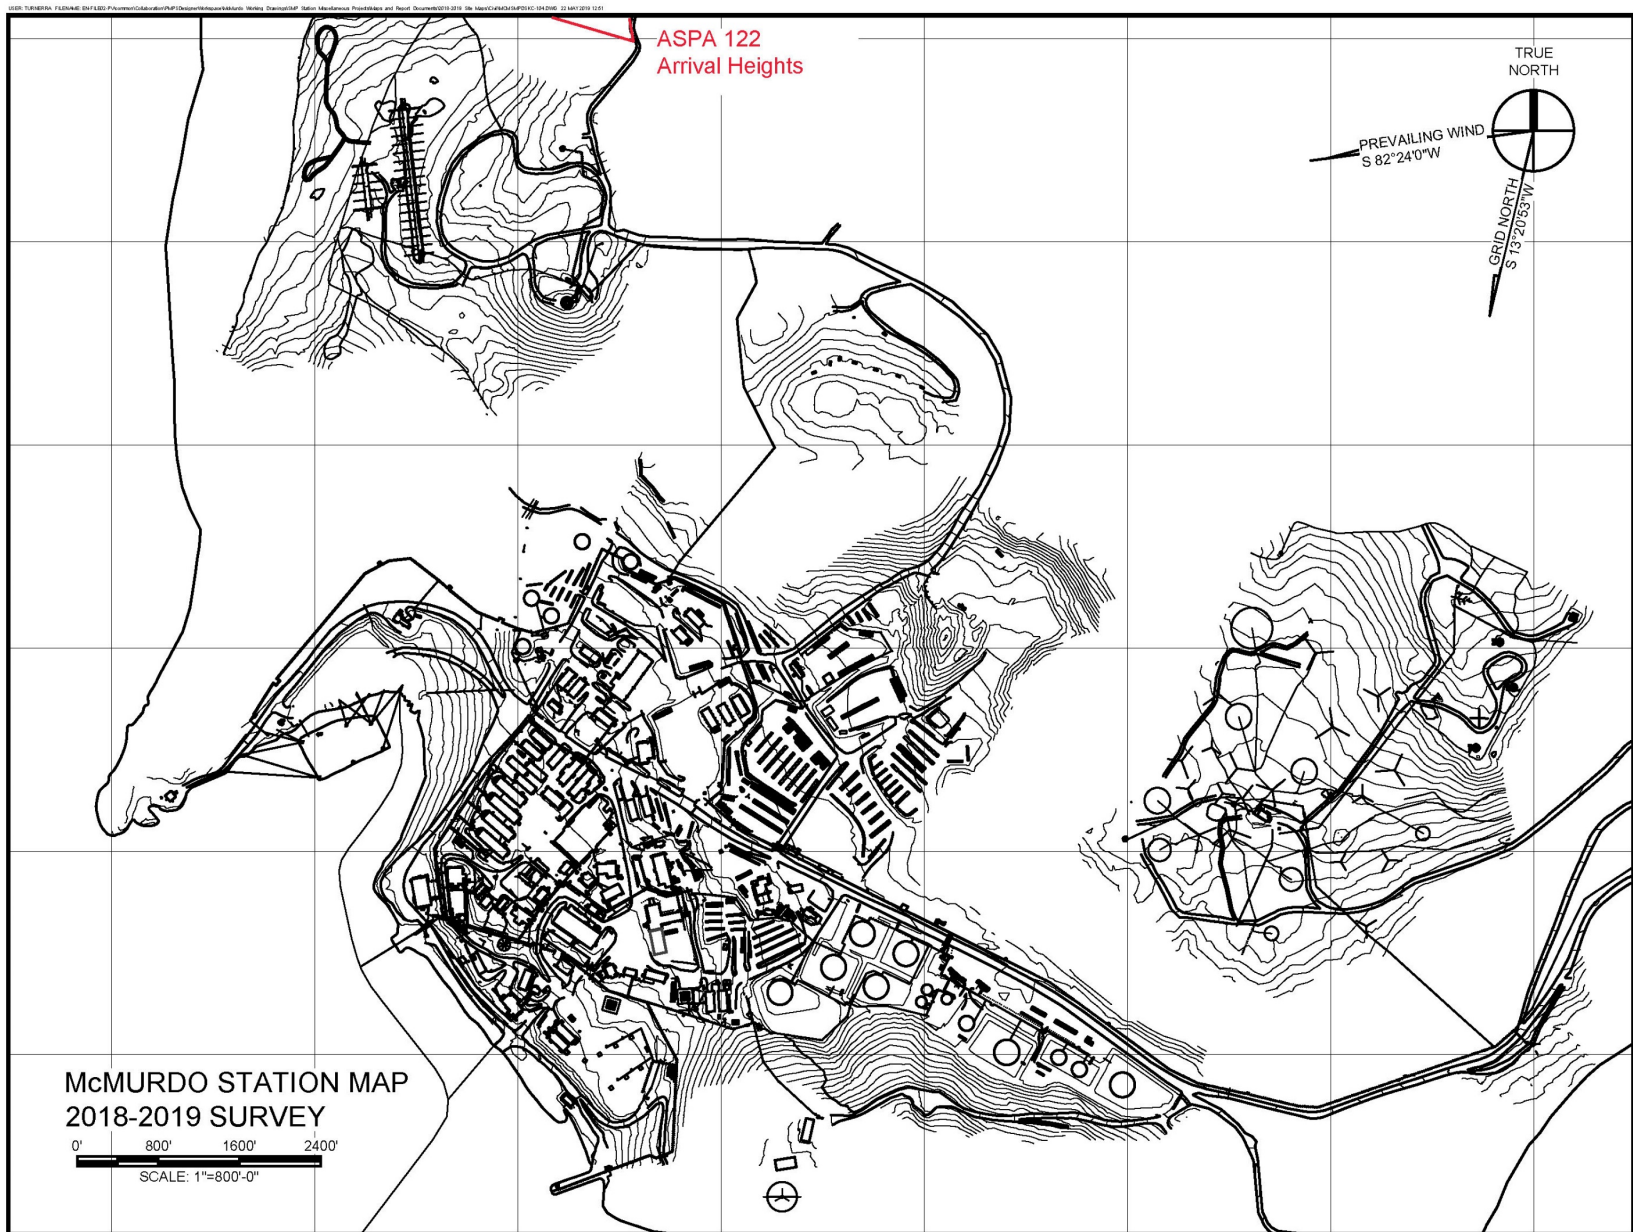 ASPA 122
Arrival Heights
TRUE
NORTH
PREVAILING WIND
S 82°24'0"W
GRID NORTH
S 13°20'53"W
McMURDO STATION MAP
2018-2019 SURVEY
0' 800' 1600' 2400'
SCALE: 1"=800'-0"